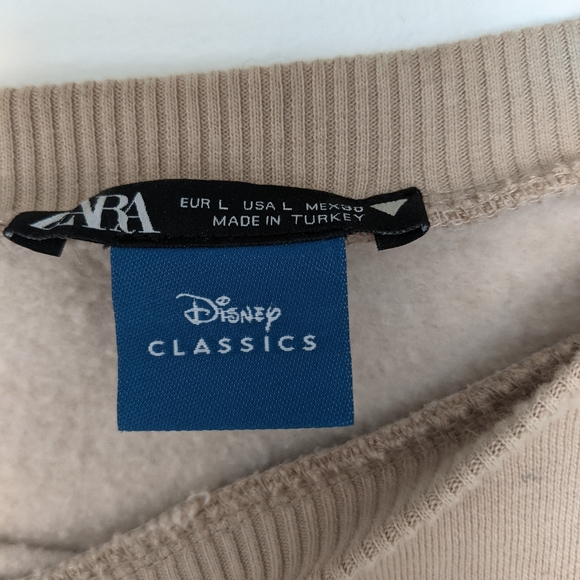 ZARA
EUR L USA L MEX 30
MADE IN TURKEY
Disney
CLASSICS